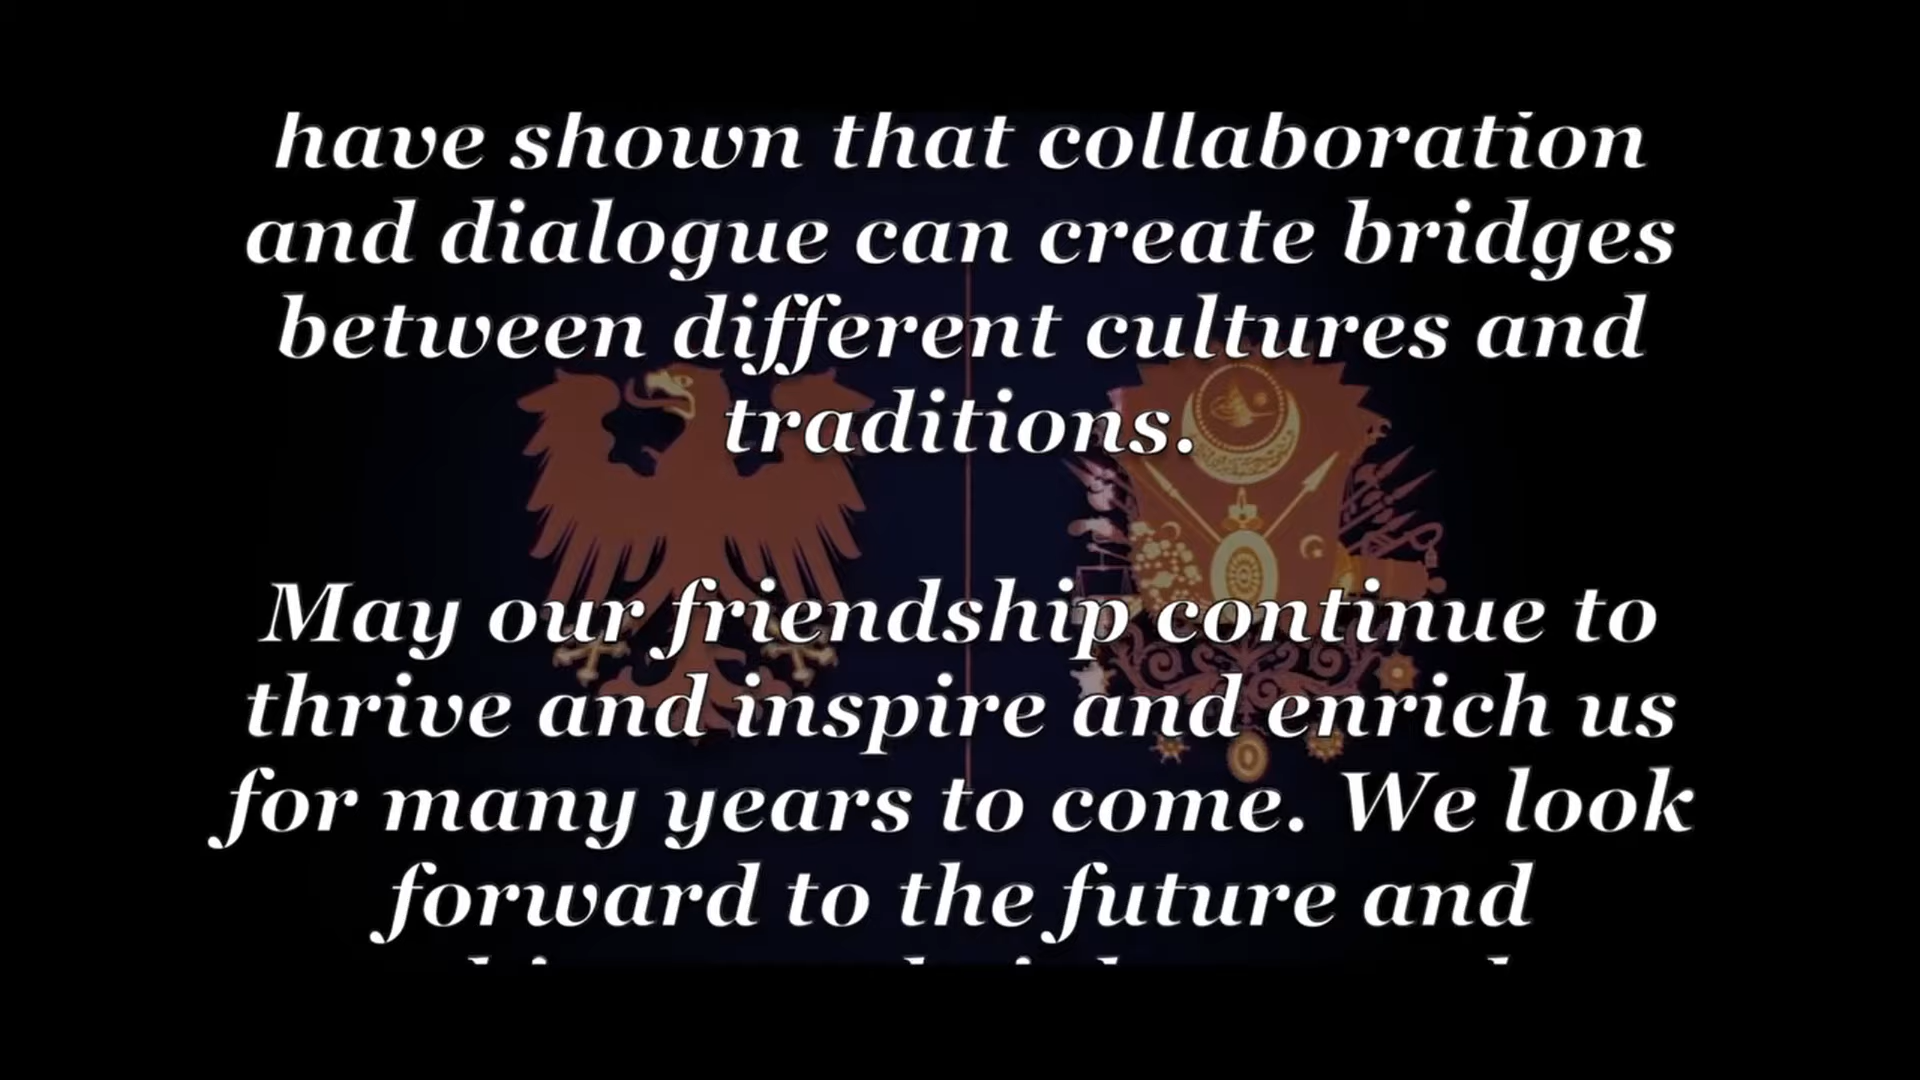 have shown that collaboration
and dialogue can create bridges
between different cultures and
traditions.
May our friendship continue to
thrive and inspire and enrich us
for many years to come. We look
forward to the future and